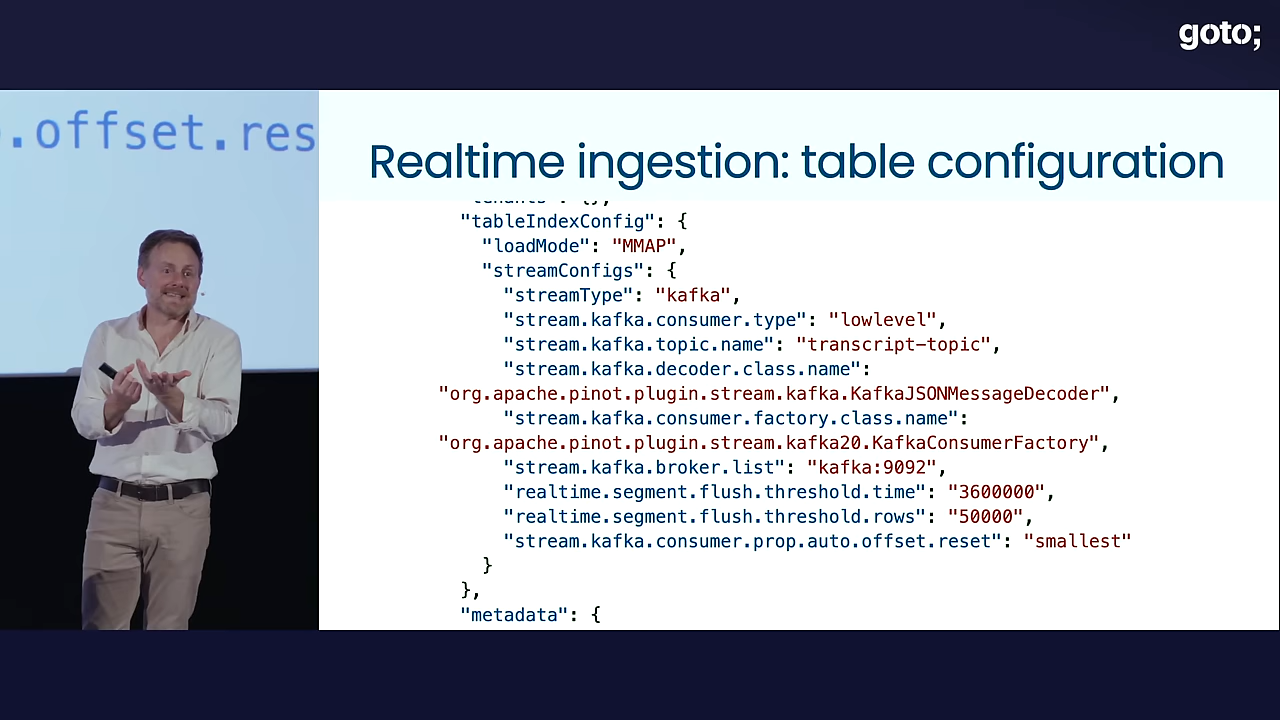 goto;
.offset.res
Realtime ingestion: table configuration
"tenants": {},
"tableIndexConfig": {
"loadMode": "MMAP",
"streamConfigs": {
"streamType": "kafka",
"stream.kafka.consumer.type": "lowlevel",
"stream.kafka.topic.name": "transcript-topic",
"stream.kafka.decoder.class.name":
"org.apache.pinot.plugin.stream.kafka.KafkaJSONMessageDecoder",
"stream.kafka.consumer.factory.class.name":
"org.apache.pinot.plugin.stream.kafka20.KafkaConsumerFactory",
"stream.kafka.broker.list": "kafka:9092",
"realtime.segment.flush.threshold.time": "3600000",
"realtime.segment.flush.threshold.rows": "50000",
"stream.kafka.consumer.prop.auto.offset.reset": "smallest"
}
},
"metadata": {